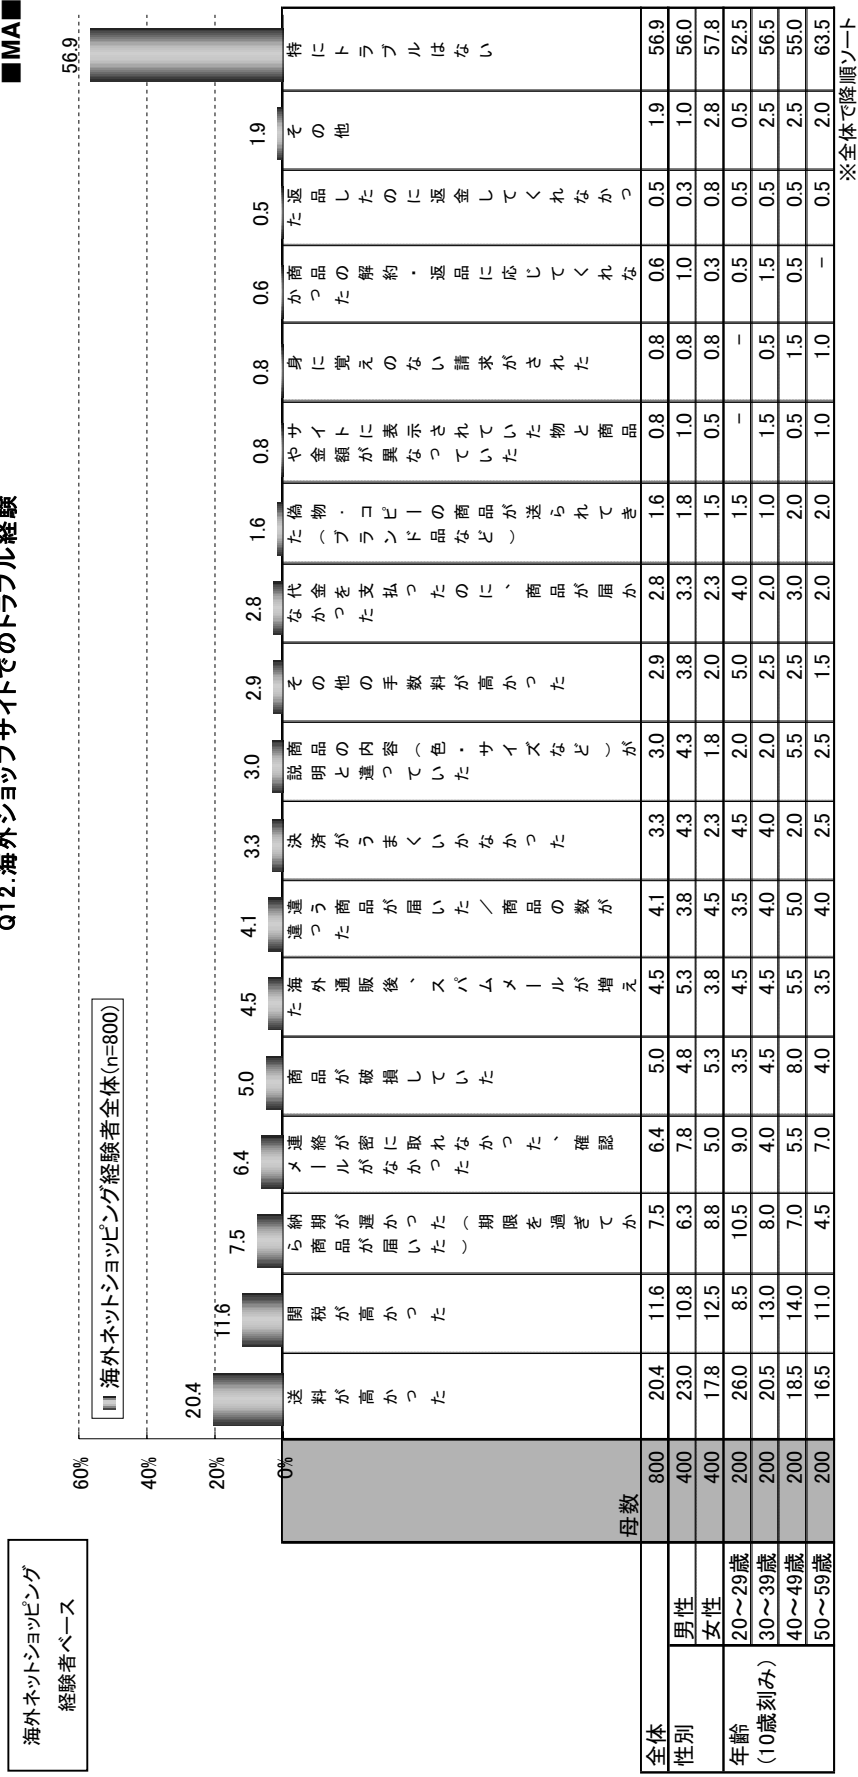 Q12.海外ショップサイトでのトラブル経験
■MA■
海外ネットショッピング
経験者ベース
海外ネットショッピング経験者全体(n=800)
60%
40%
20%
0%
20.4
11.6
7.5
6.4
5.0
4.5
4.1
3.3
3.0
2.9
2.8
1.6
0.8
0.8
0.6
0.5
1.9
56.9
母数
送料が高かった
関税が高かった
納期が遅かった（期限を過ぎてか
ら商品が届いた）
連絡が密に取れなかった、確認
メールがなかった
商品が破損していた
海外通販後、スパムメールが増え
た
違う商品が届いた／商品の数が
違った
決済がうまくいかなかった
商品の内容（色・サイズなど）が
説明と違っていた
その他の手数料が高かった
代金を支払ったのに、商品が届か
なかった
偽物・コピーの商品が送られてき
た（ブランド品など）
サイトに表示されていた物と商品
や金額が異なっていた
身に覚えのない請求がされた
商品の解約・返品に応じてくれな
かった
返品したのに返金してくれなかっ
た
その他
特にトラブルはない
全体 800 20.4 11.6 7.5 6.4 5.0 4.5 4.1 3.3 3.0 2.9 2.8 1.6 0.8 0.8 0.6 0.5 1.9 56.9
性別 男性 400 23.0 10.8 6.3 7.8 4.8 5.3 3.8 4.3 4.3 3.8 3.3 1.8 1.0 0.8 1.0 0.3 1.0 56.0
女性 400 17.8 12.5 8.8 5.0 5.3 3.8 4.5 2.3 1.8 2.0 2.3 1.5 0.5 0.8 0.3 0.8 2.8 57.8
年齢
(10歳刻み)
20～29歳 200 26.0 8.5 10.5 9.0 3.5 4.5 3.5 4.5 2.0 5.0 4.0 1.5 － － 0.5 0.5 0.5 52.5
30～39歳 200 20.5 13.0 8.0 4.0 4.5 4.5 4.0 4.0 2.0 2.5 2.0 1.0 1.5 0.5 1.5 0.5 2.5 56.5
40～49歳 200 18.5 14.0 7.0 5.5 8.0 5.5 5.0 2.0 5.5 2.5 3.0 2.0 0.5 1.5 0.5 0.5 2.5 55.0
50～59歳 200 16.5 11.0 4.5 7.0 4.0 3.5 4.0 2.5 2.5 1.5 2.0 2.0 1.0 1.0 － 0.5 2.0 63.5
※全体で降順ソート